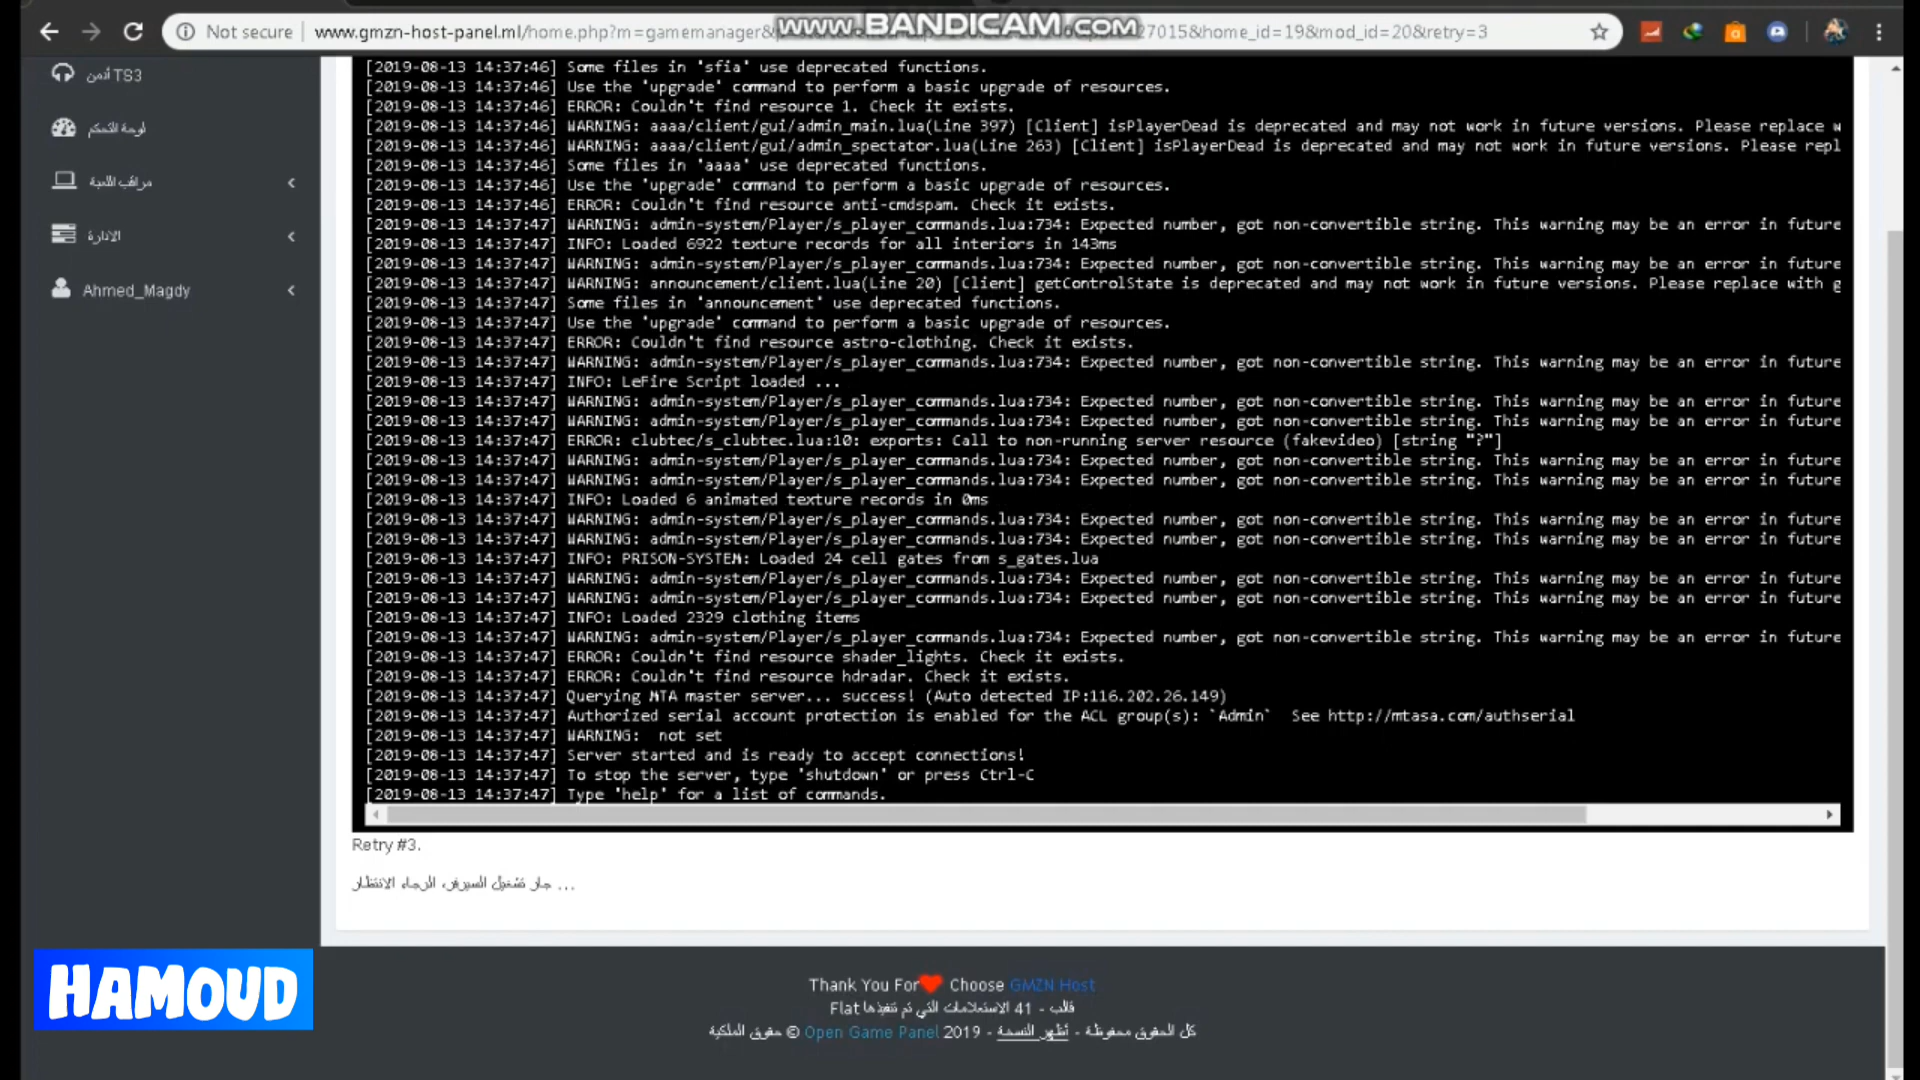 www.BANDICAM.com
Not secure | www.gmzn-host-panel.ml/home.php?m=gamemanager& 27015&home_id=19&mod_id=20&retry=3
أدمن TS3
لوحة التحكم
مراقب اللعبة
الادارة
Ahmed_Magdy
[2019-08-13 14:37:46] Some files in 'sfia' use deprecated functions.
[2019-08-13 14:37:46] Use the 'upgrade' command to perform a basic upgrade of resources.
[2019-08-13 14:37:46] ERROR: Couldn't find resource 1. Check it exists.
[2019-08-13 14:37:46] WARNING: aaaa/client/gui/admin_main.lua(Line 397) [Client] isPlayerDead is deprecated and may not work in future versions. Please replace w
[2019-08-13 14:37:46] WARNING: aaaa/client/gui/admin_spectator.lua(Line 263) [Client] isPlayerDead is deprecated and may not work in future versions. Please repl
[2019-08-13 14:37:46] Some files in 'aaaa' use deprecated functions.
[2019-08-13 14:37:46] Use the 'upgrade' command to perform a basic upgrade of resources.
[2019-08-13 14:37:46] ERROR: Couldn't find resource anti-cmdspam. Check it exists.
[2019-08-13 14:37:47] WARNING: admin-system/Player/s_player_commands.lua:734: Expected number, got non-convertible string. This warning may be an error in future
[2019-08-13 14:37:47] INFO: Loaded 6922 texture records for all interiors in 143ms
[2019-08-13 14:37:47] WARNING: admin-system/Player/s_player_commands.lua:734: Expected number, got non-convertible string. This warning may be an error in future
[2019-08-13 14:37:47] WARNING: announcement/client.lua(Line 20) [Client] getControlState is deprecated and may not work in future versions. Please replace with g
[2019-08-13 14:37:47] Some files in 'announcement' use deprecated functions.
[2019-08-13 14:37:47] Use the 'upgrade' command to perform a basic upgrade of resources.
[2019-08-13 14:37:47] ERROR: Couldn't find resource astro-clothing. Check it exists.
[2019-08-13 14:37:47] WARNING: admin-system/Player/s_player_commands.lua:734: Expected number, got non-convertible string. This warning may be an error in future
[2019-08-13 14:37:47] INFO: LeFire Script loaded ...
[2019-08-13 14:37:47] WARNING: admin-system/Player/s_player_commands.lua:734: Expected number, got non-convertible string. This warning may be an error in future
[2019-08-13 14:37:47] WARNING: admin-system/Player/s_player_commands.lua:734: Expected number, got non-convertible string. This warning may be an error in future
[2019-08-13 14:37:47] ERROR: clubtec/s_clubtec.lua:10: exports: Call to non-running server resource (fakevideo) [string "?"]
[2019-08-13 14:37:47] WARNING: admin-system/Player/s_player_commands.lua:734: Expected number, got non-convertible string. This warning may be an error in future
[2019-08-13 14:37:47] WARNING: admin-system/Player/s_player_commands.lua:734: Expected number, got non-convertible string. This warning may be an error in future
[2019-08-13 14:37:47] INFO: Loaded 6 animated texture records in 0ms
[2019-08-13 14:37:47] WARNING: admin-system/Player/s_player_commands.lua:734: Expected number, got non-convertible string. This warning may be an error in future
[2019-08-13 14:37:47] WARNING: admin-system/Player/s_player_commands.lua:734: Expected number, got non-convertible string. This warning may be an error in future
[2019-08-13 14:37:47] INFO: PRISON-SYSTEM: Loaded 24 cell gates from s_gates.lua
[2019-08-13 14:37:47] WARNING: admin-system/Player/s_player_commands.lua:734: Expected number, got non-convertible string. This warning may be an error in future
[2019-08-13 14:37:47] WARNING: admin-system/Player/s_player_commands.lua:734: Expected number, got non-convertible string. This warning may be an error in future
[2019-08-13 14:37:47] INFO: Loaded 2329 clothing items
[2019-08-13 14:37:47] WARNING: admin-system/Player/s_player_commands.lua:734: Expected number, got non-convertible string. This warning may be an error in future
[2019-08-13 14:37:47] ERROR: Couldn't find resource shader_lights. Check it exists.
[2019-08-13 14:37:47] ERROR: Couldn't find resource hdradar. Check it exists.
[2019-08-13 14:37:47] Querying MTA master server... success! (Auto detected IP:116.202.26.149)
[2019-08-13 14:37:47] Authorized serial account protection is enabled for the ACL group(s): `Admin`  See http://mtasa.com/authserial
[2019-08-13 14:37:47] WARNING:  not set
[2019-08-13 14:37:47] Server started and is ready to accept connections!
[2019-08-13 14:37:47] To stop the server, type 'shutdown' or press Ctrl-C
[2019-08-13 14:37:47] Type 'help' for a list of commands.
Retry #3.
جار تشغيل السيرفر، الرجاء الانتظار ...
HAMOUD
Thank You For❤ Choose GMZN Host
قالب - 41 الاستعلامات التي تم تنفيذها Flat
كل الحقوق محفوظة - أظهر النسخة - 2019 Open Game Panel © حقوق الملكية